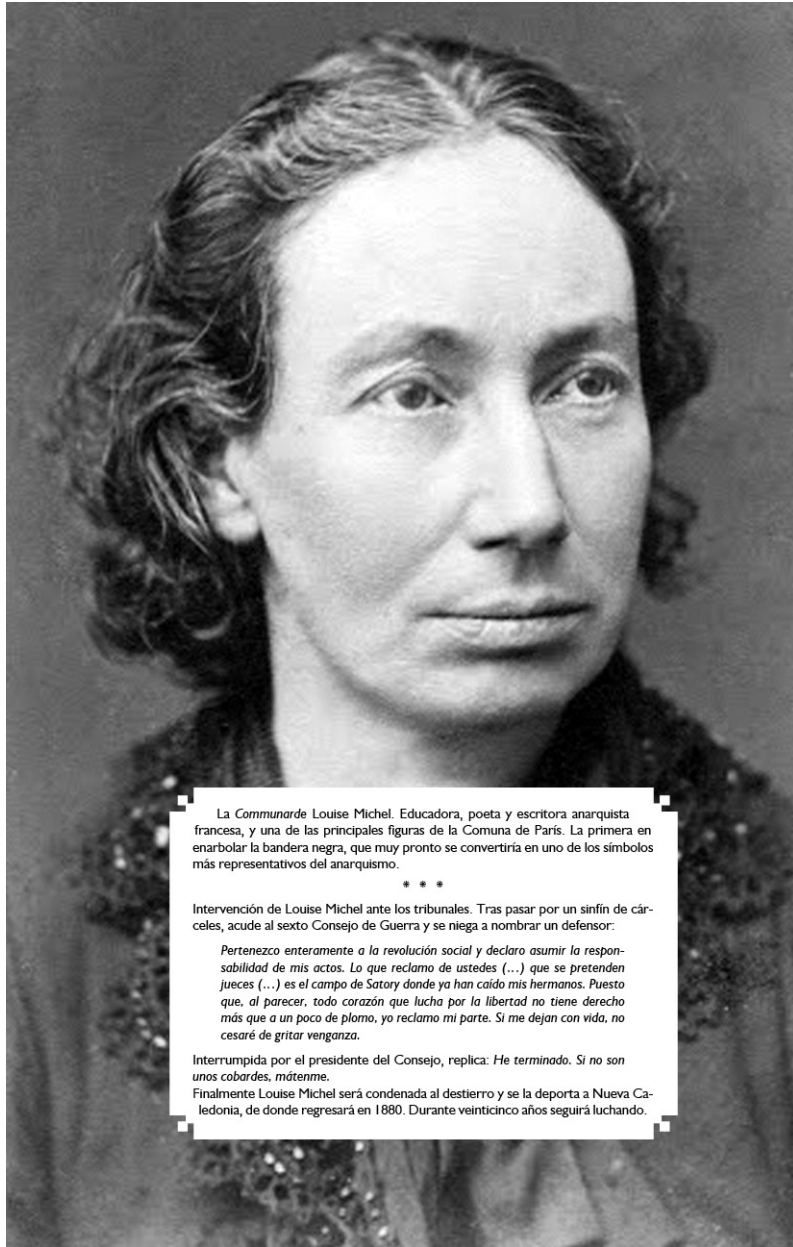 La Communarde Louise Michel. Educadora, poeta y escritora anarquista
francesa, y una de las principales figuras de la Comuna de París. La primera en
enarbolar la bandera negra, que muy pronto se convertiría en uno de los símbolos
más representativos del anarquismo.
* * *
Intervención de Louise Michel ante los tribunales. Tras pasar por un sinfín de cár-
celes, acude al sexto Consejo de Guerra y se niega a nombrar un defensor:
Pertenezco enteramente a la revolución social y declaro asumir la respon-
sabilidad de mis actos. Lo que reclamo de ustedes (...) que se pretenden
jueces (...) es el campo de Satory donde ya han caído mis hermanos. Puesto
que, al parecer, todo corazón que lucha por la libertad no tiene derecho
más que a un poco de plomo, yo reclamo mi parte. Si me dejan con vida, no
cesaré de gritar venganza.
Interrumpida por el presidente del Consejo, replica: He terminado. Si no son
unos cobardes, mátenme.
Finalmente Louise Michel será condenada al destierro y se la deporta a Nueva Ca-
ledonia, de donde regresará en 1880. Durante veinticinco años seguirá luchando.